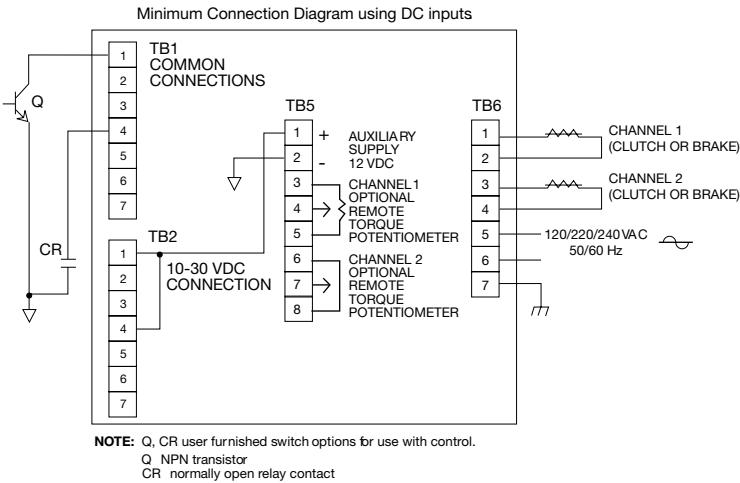 Minimum Connection Diagram using DC inputs
TB1
COMMON
CONNECTIONS
1
2
3
4
5
6
7
Q
CR
TB2
1
2
3
4
5
6
7
10-30 VDC
CONNECTION
TB5
1
2
3
4
5
6
7
8
+
-
AUXILIARY
SUPPLY
12 VDC
CHANNEL 1
OPTIONAL
REMOTE
TORQUE
POTENTIOMETER
CHANNEL 2
OPTIONAL
REMOTE
TORQUE
POTENTIOMETER
TB6
1
2
3
4
5
6
7
CHANNEL 1
(CLUTCH OR BRAKE)
CHANNEL 2
(CLUTCH OR BRAKE)
120/220/240VAC
50/60 Hz
NOTE: Q, CR user furnished switch options for use with control.
Q NPN transistor
CR normally open relay contact